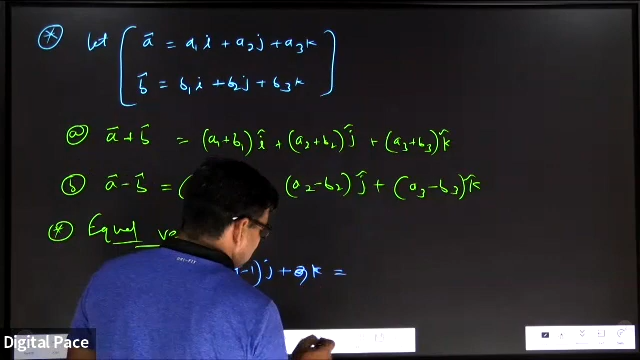 * Let a⃗ = a₁i + a₂j + a₃k
b⃗ = b₁i + b₂j + b₃k
ⓐ a⃗ + b⃗ = (a₁+b₁)î + (a₂+b₂)ĵ + (a₃+b₃)k̂
ⓑ a⃗ - b⃗ = ( (a₂-b₂)ĵ + (a₃-b₃)k̂
* Equal
-1)j + k =
Digital Pace